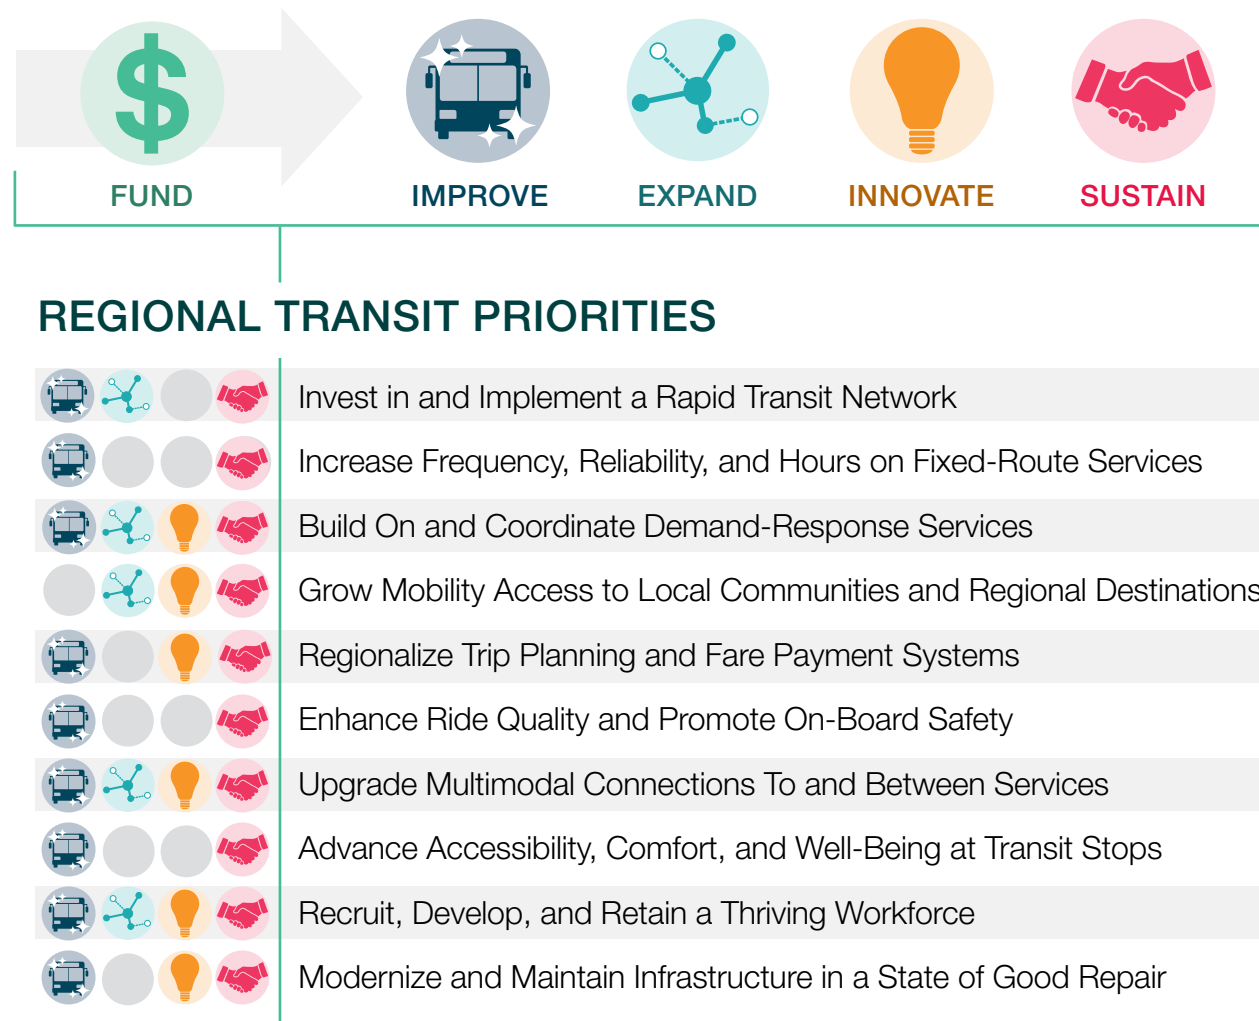 $
FUND
IMPROVE
EXPAND
INNOVATE
SUSTAIN
REGIONAL TRANSIT PRIORITIES
Invest in and Implement a Rapid Transit Network
Increase Frequency, Reliability, and Hours on Fixed-Route Services
Build On and Coordinate Demand-Response Services
Grow Mobility Access to Local Communities and Regional Destinations
Regionalize Trip Planning and Fare Payment Systems
Enhance Ride Quality and Promote On-Board Safety
Upgrade Multimodal Connections To and Between Services
Advance Accessibility, Comfort, and Well-Being at Transit Stops
Recruit, Develop, and Retain a Thriving Workforce
Modernize and Maintain Infrastructure in a State of Good Repair